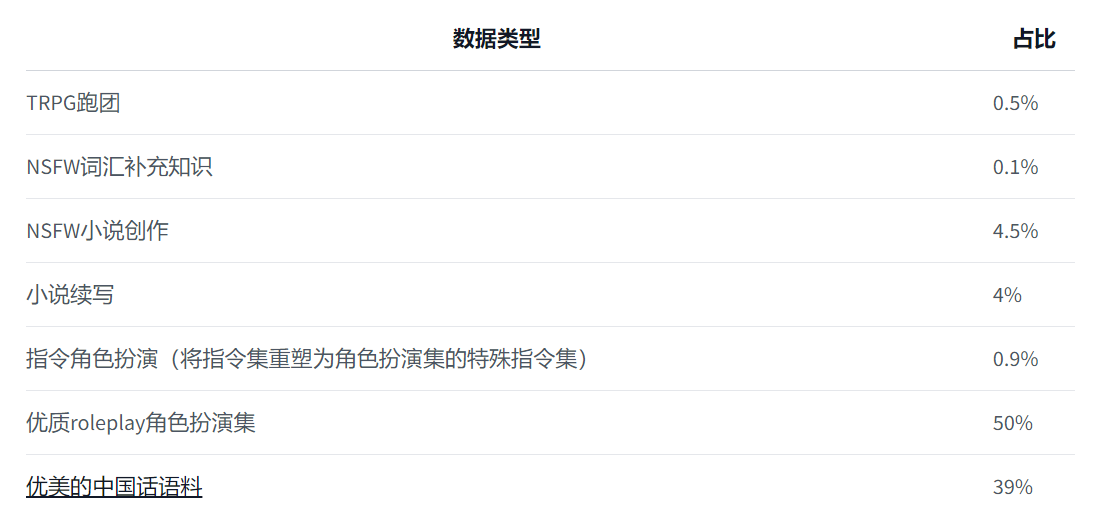 数据类型 占比
TRPG跑团 0.5%
NSFW词汇补充知识 0.1%
NSFW小说创作 4.5%
小说续写 4%
指令角色扮演（将指令集重塑为角色扮演集的特殊指令集） 0.9%
优质roleplay角色扮演集 50%
优美的中国话语料 39%